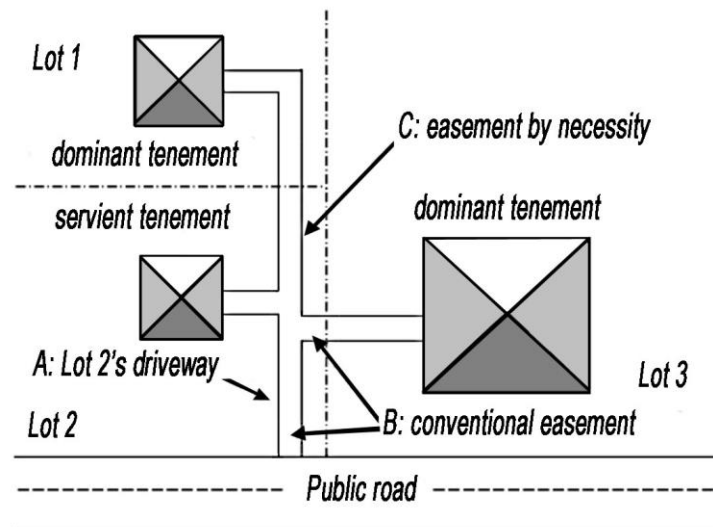 Lot 1
C: easement by necessity
dominant tenement
servient tenement
dominant tenement
A: Lot 2's driveway
Lot 3
Lot 2
B: conventional easement
Public road